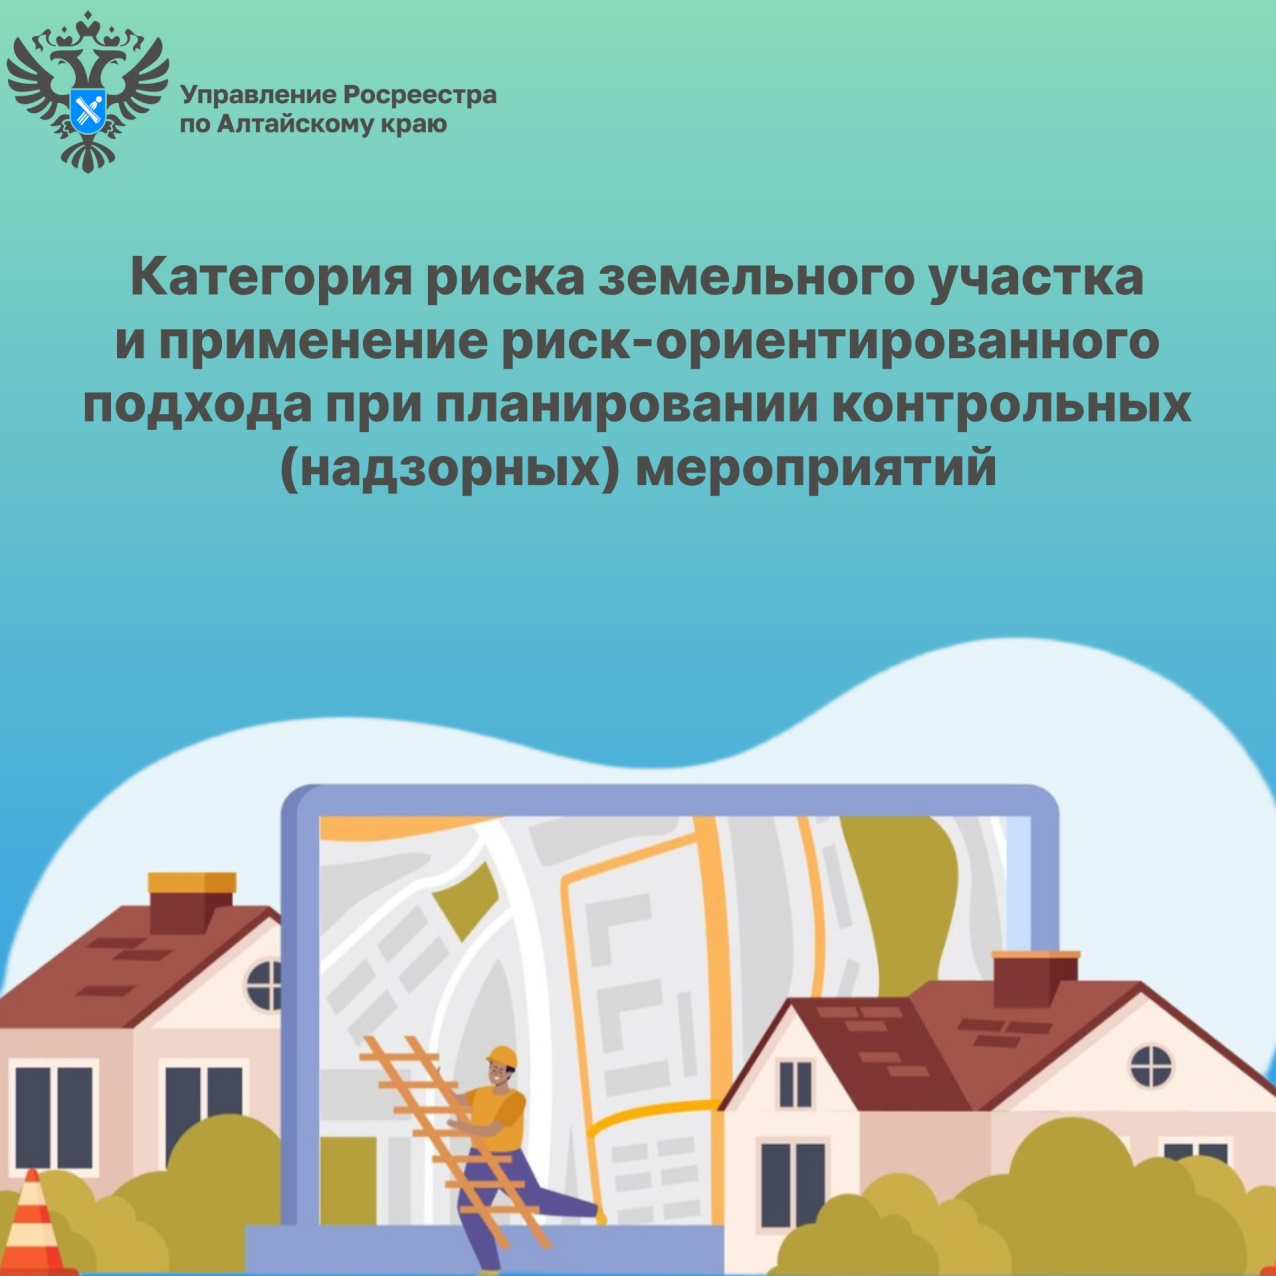 Управление Росреестра
по Алтайскому краю
Категория риска земельного участка
и применение риск-ориентированного
подхода при планировании контрольных
(надзорных) мероприятий